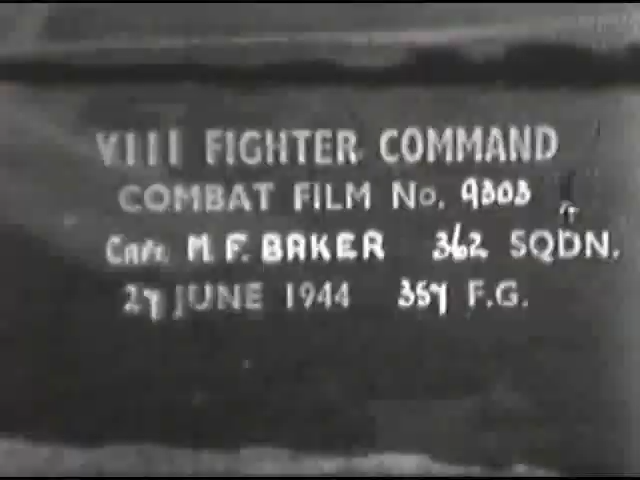 VIII FIGHTER COMMAND
COMBAT FILM No. 9303
CAPT. M. F. BAKER 362 SQDN.
27 JUNE 1944 357 F.G.